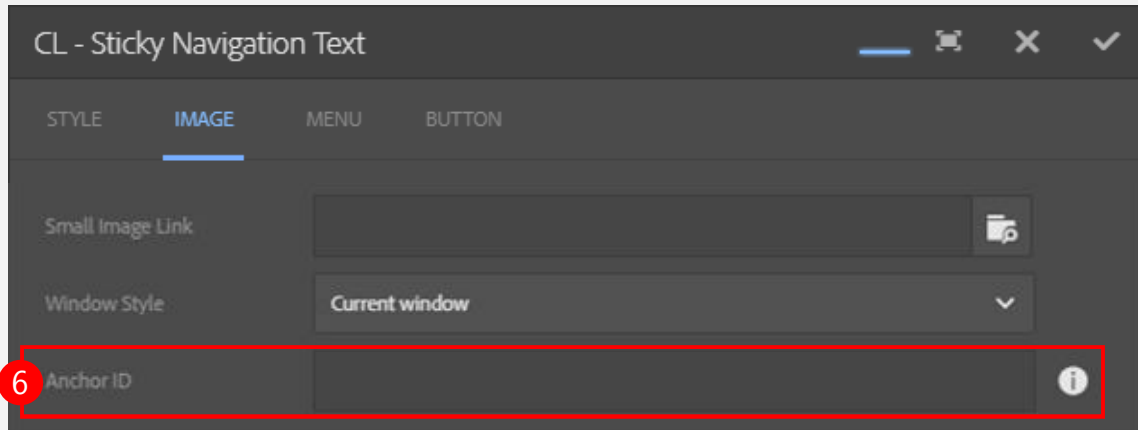 CL - Sticky Navigation Text
STYLE IMAGE MENU BUTTON
Small Image Link
Window Style Current window
6 Anchor ID